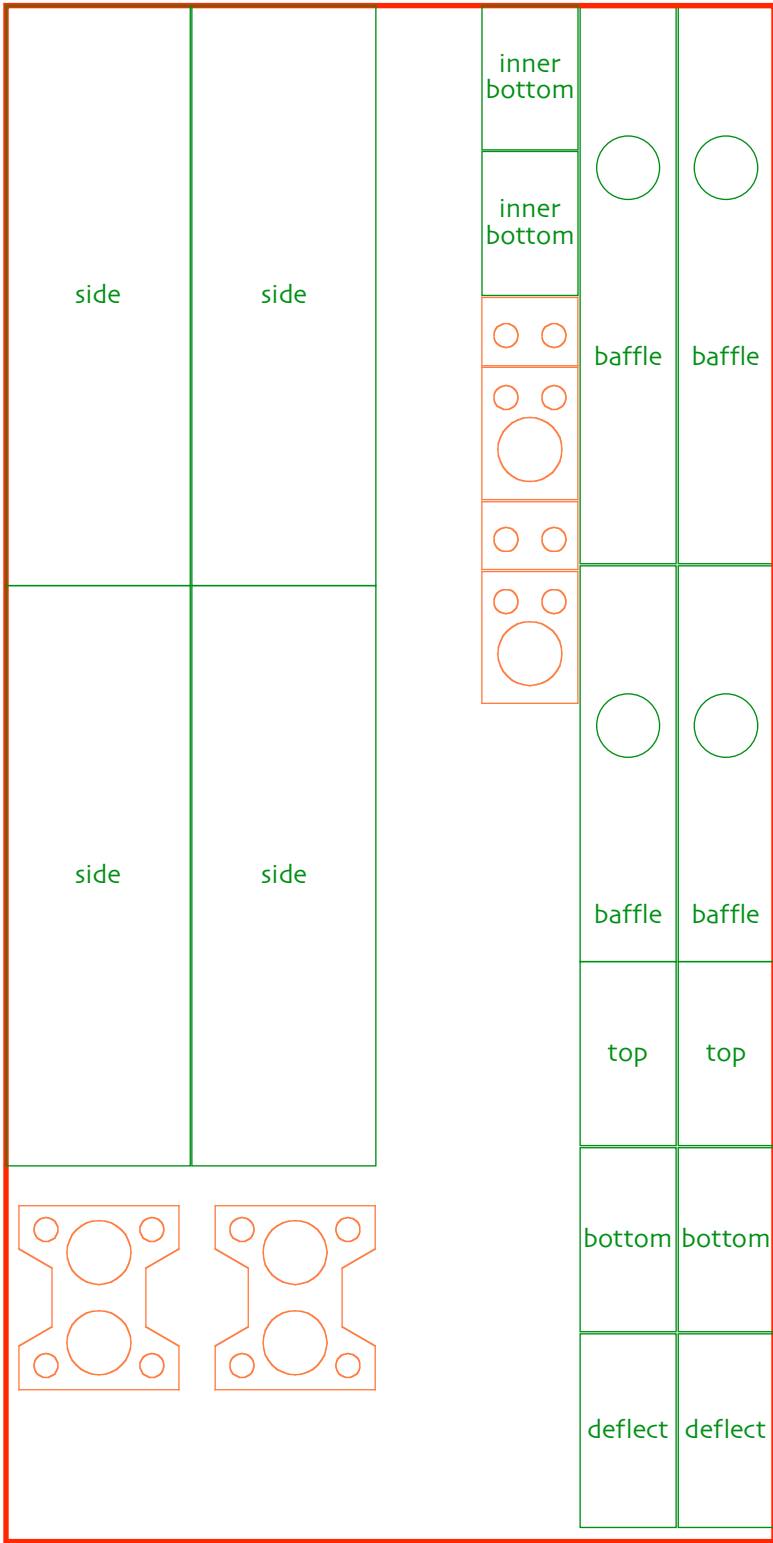 inner
bottom
inner
bottom
side
side
baffle
baffle
side
side
baffle
baffle
top
top
bottom
bottom
deflect
deflect